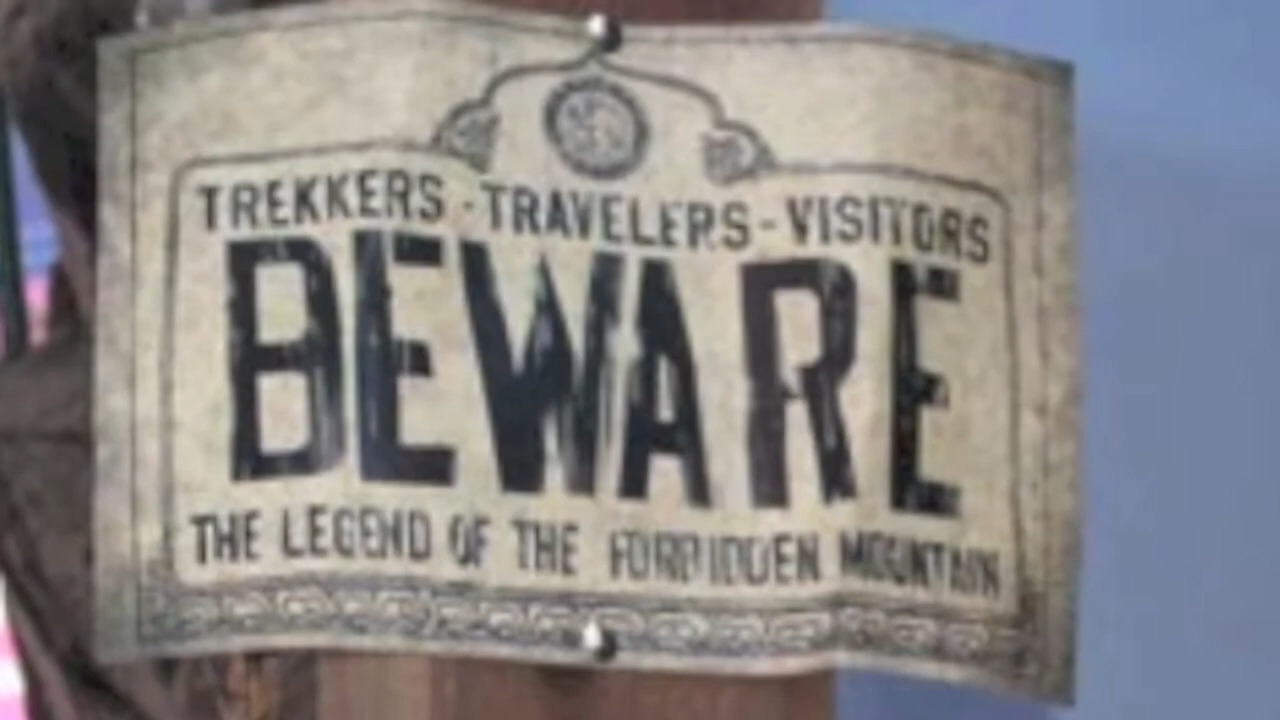 TREKKERS - TRAVELERS - VISITORS
BEWARE
THE LEGEND OF THE FORBIDDEN MOUNTAIN